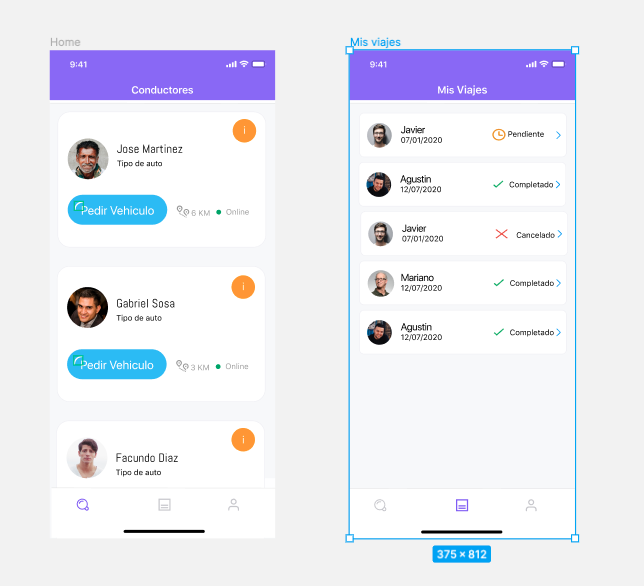 Home
9:41
Conductores
i
Jose Martinez
Tipo de auto
Pedir Vehiculo
6 KM
Online
i
Gabriel Sosa
Tipo de auto
Pedir Vehiculo
3 KM
Online
i
Facundo Diaz
Tipo de auto
Mis viajes
9:41
Mis Viajes
Javier
07/01/2020
Pendiente
Agustin
12/07/2020
Completado
Javier
07/01/2020
Cancelado
Mariano
12/07/2020
Completado
Agustin
12/07/2020
Completado
375 × 812